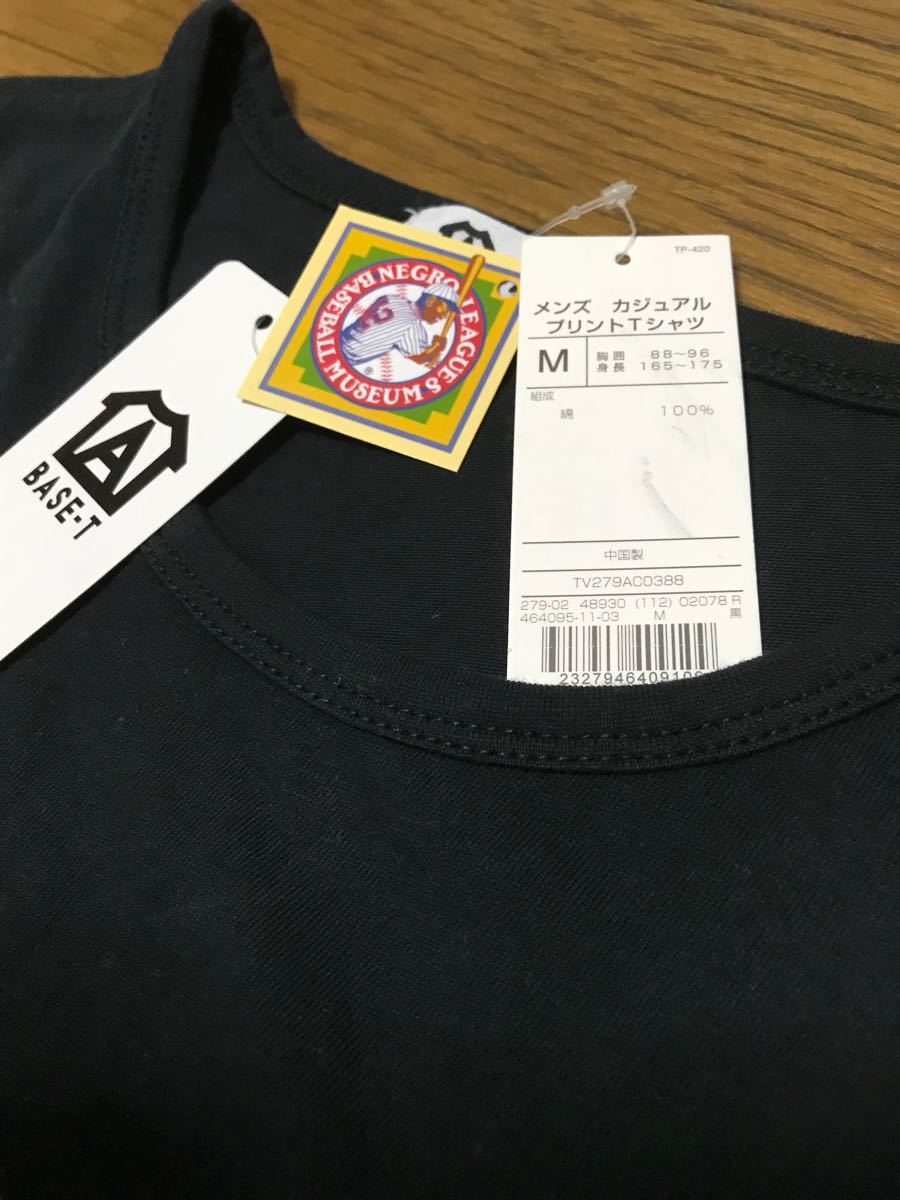 BASE-T
NEGRO LEAGUES
BASEBALL MUSEUM
®
TP-420
メンズ カジュアル
プリントTシャツ
M
胸囲 88～96
身長 165～175
組成
綿 100%
中国製
TV279AC0388
279-02 48930 (112) 02078 R
464095-11-03 M 黒